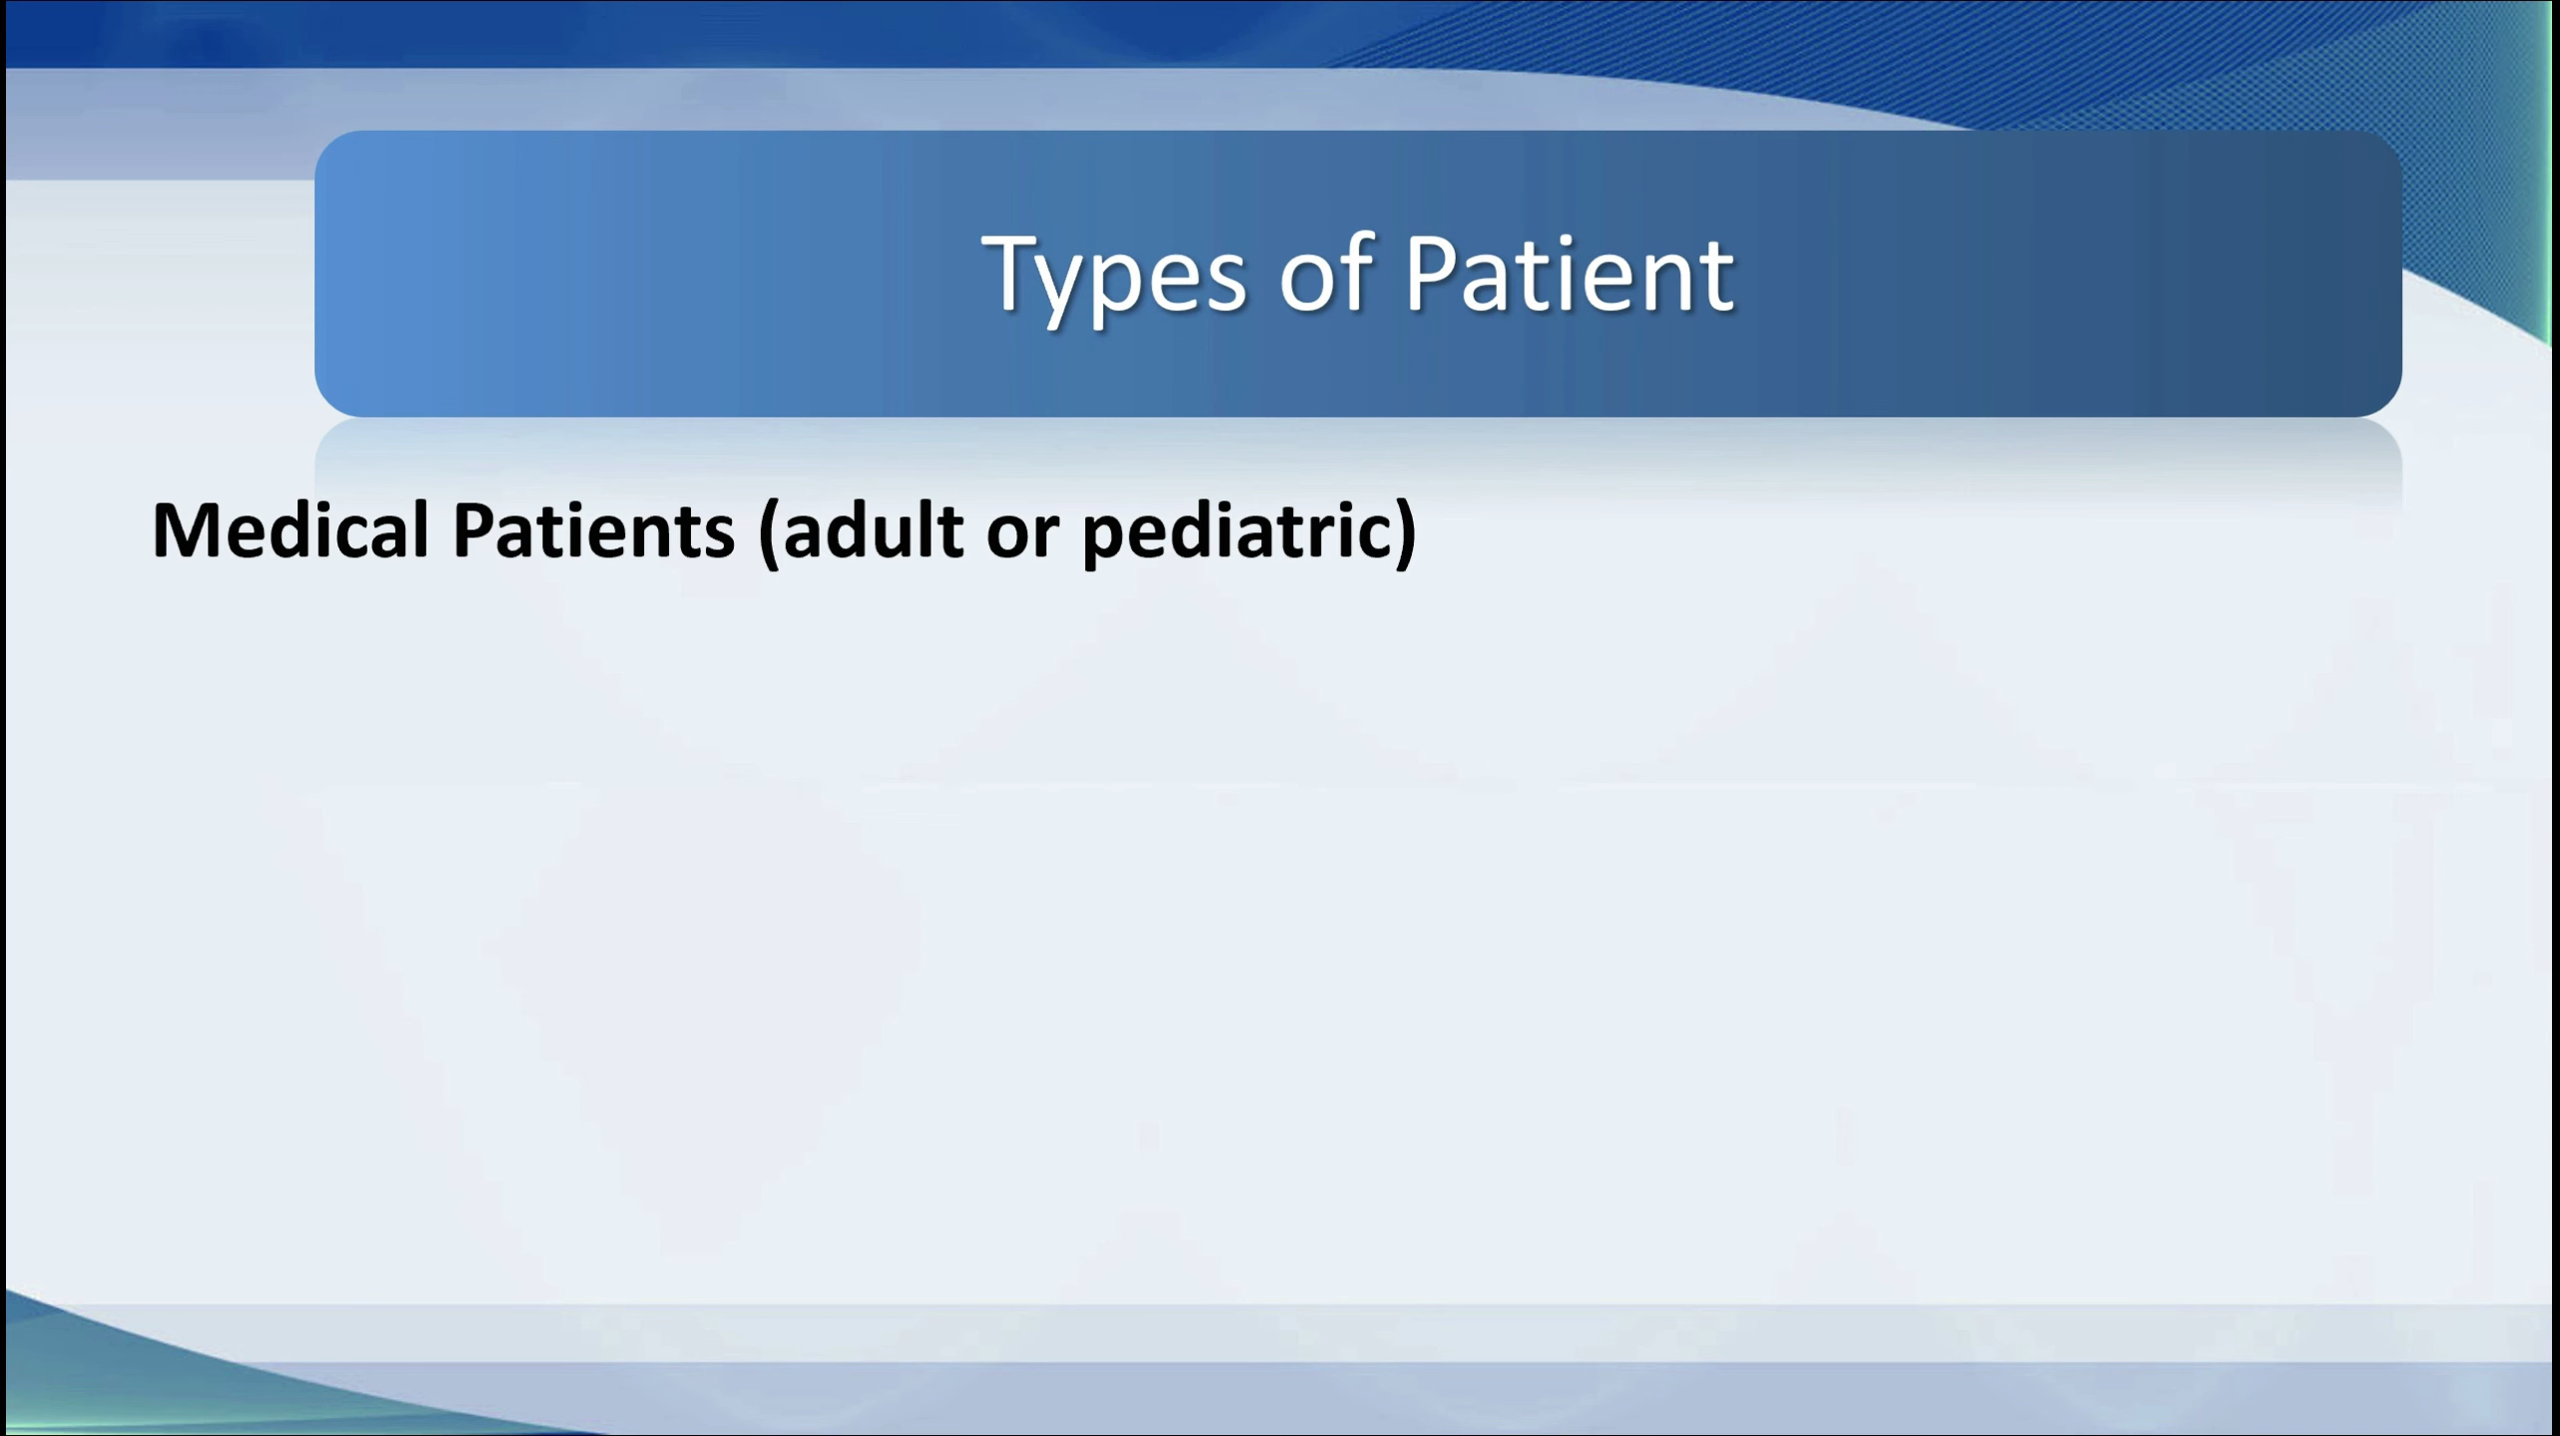 Types of Patient
Medical Patients (adult or pediatric)